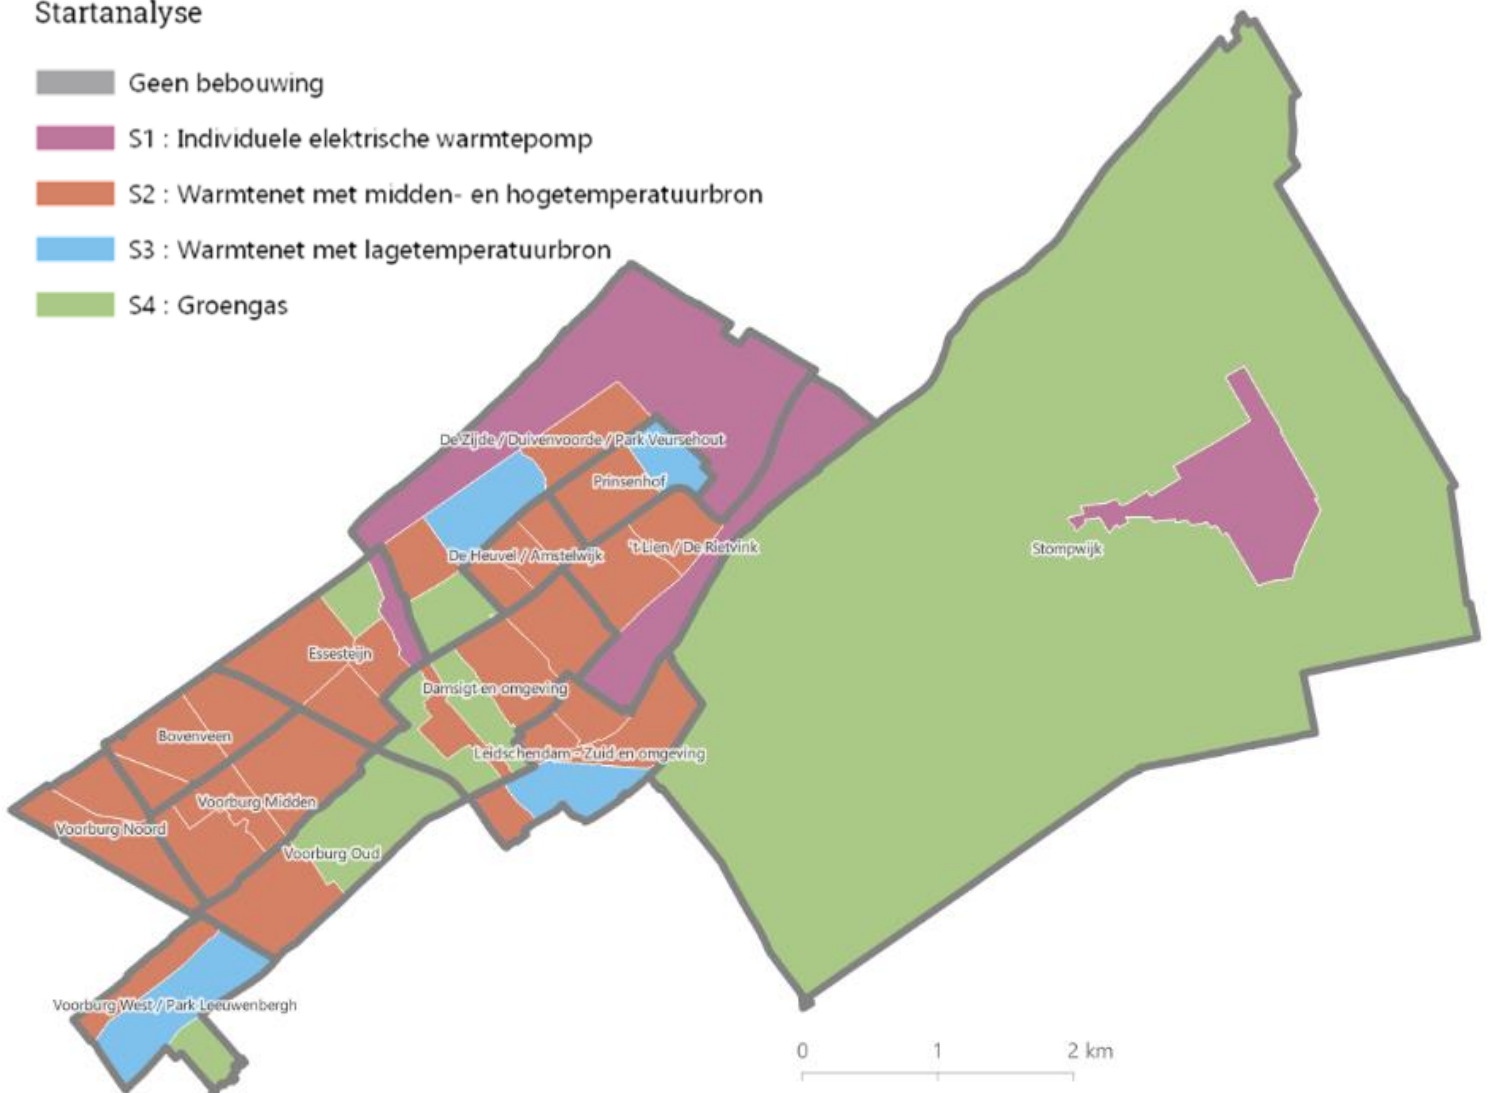 Startanalyse
Geen bebouwing
S1 : Individuele elektrische warmtepomp
S2 : Warmtenet met midden- en hogetemperatuurbron
S3 : Warmtenet met lagetemperatuurbron
S4 : Groengas
De Zijde / Duivenvoorde / Park Veursehout
Prinsenhof
De Heuvel / Amstelwijk
't Lien / De Rietvink
Stompwijk
Essesteijn
Damsigt en omgeving
Bovenveen
Leidschendam - Zuid en omgeving
Voorburg Midden
Voorburg Noord
Voorburg Oud
Voorburg West / Park Leeuwenbergh
0 1 2 km